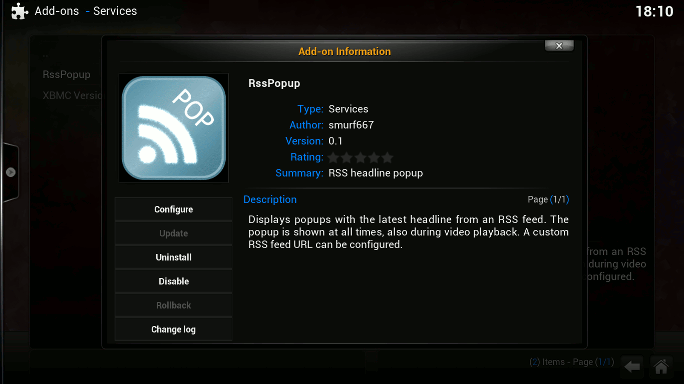 Add-ons - Services
18:10
Add-on Information
RssPopup
XBMC Versio
POP
RssPopup
Type: Services
Author: smurf667
Version: 0.1
Rating:
Summary: RSS headline popup
Configure
Update
Uninstall
Disable
Rollback
Change log
Description
Page (1/1)
Displays popups with the latest headline from an RSS feed. The
popup is shown at all times, also during video playback. A custom
RSS feed URL can be configured.
from an RSS
during video
onfigured.
(2) Items - Page (1/1)